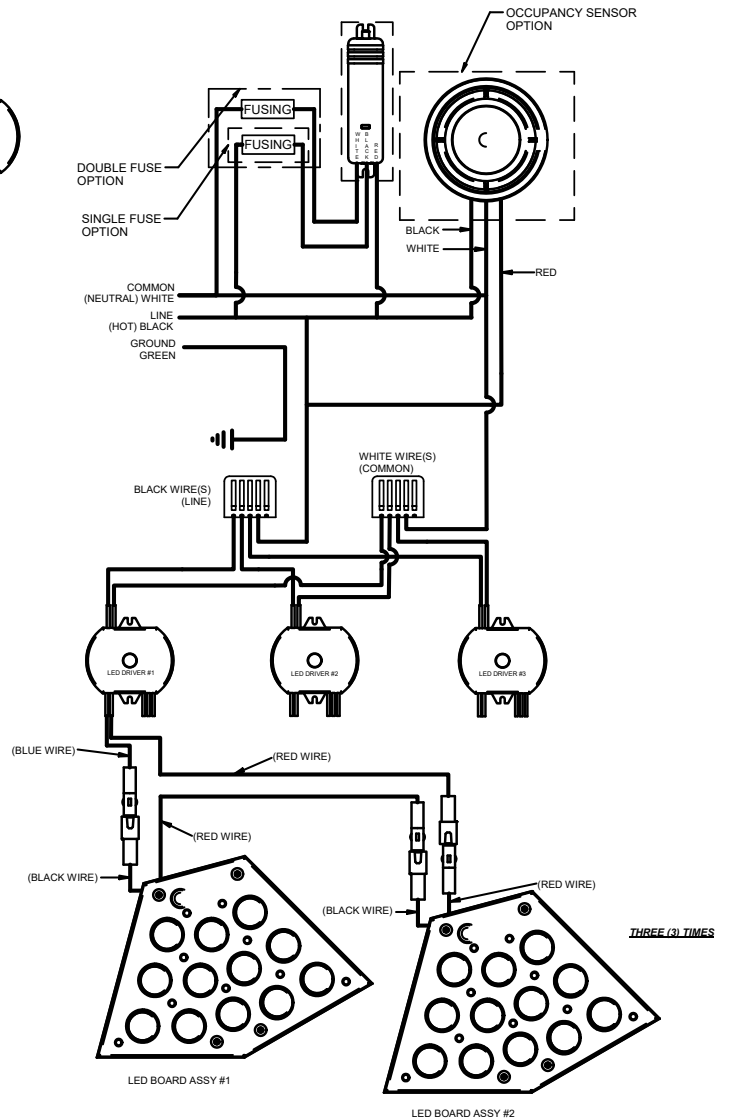 OCCUPANCY SENSOR
OPTION
FUSING
FUSING
WHITE
BLACK
RED
DOUBLE FUSE
OPTION
SINGLE FUSE
OPTION
BLACK
WHITE
RED
COMMON
(NEUTRAL) WHITE
LINE
(HOT) BLACK
GROUND
GREEN
BLACK WIRE(S)
(LINE)
WHITE WIRE(S)
(COMMON)
LED DRIVER #1
LED DRIVER #2
LED DRIVER #3
(BLUE WIRE)
(RED WIRE)
(RED WIRE)
(BLACK WIRE)
(RED WIRE)
(BLACK WIRE)
THREE (3) TIMES
LED BOARD ASSY #1
LED BOARD ASSY #2